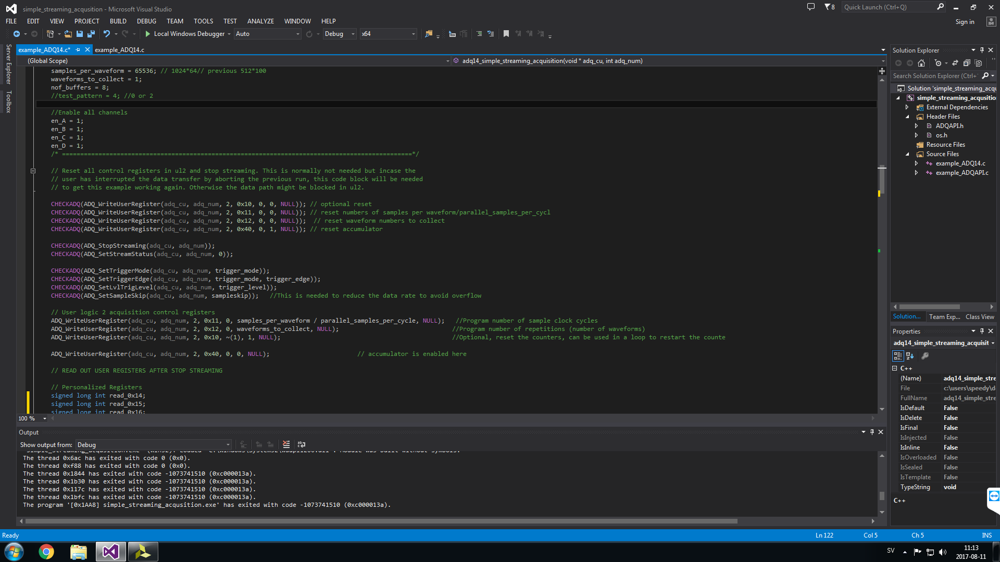 simple_streaming_acqusition - Microsoft Visual Studio
8
Quick Launch (Ctrl+Q)
FILE EDIT VIEW PROJECT BUILD DEBUG TEAM TOOLS TEST ANALYZE WINDOW HELP
Sign in
Local Windows Debugger Auto Debug x64
Server Explorer
Toolbox
example_ADQ14.c* example_ADQ14.c
(Global Scope) adq14_simple_streaming_acquisition(void * adq_cu, int adq_num)
samples_per_waveform = 65536; // 1024*64// previous 512*100
waveforms_to_collect = 1;
nof_buffers = 8;
//test_pattern = 4; //0 or 2
//Enable all channels
en_A = 1;
en_B = 1;
en_C = 1;
en_D = 1;
/* ================================================================================================*/
// Reset all control registers in ul2 and stop streaming. This is normally not needed but incase the
// user has interrupted the data transfer by aborting the previous run, this code block will be needed
// to get this example working again. Otherwise the data path might be blocked in ul2.
CHECKADQ(ADQ_WriteUserRegister(adq_cu, adq_num, 2, 0x10, 0, 0, NULL)); // optional reset
CHECKADQ(ADQ_WriteUserRegister(adq_cu, adq_num, 2, 0x11, 0, 0, NULL)); // reset numbers of samples per waveform/parallel_samples_per_cycl
CHECKADQ(ADQ_WriteUserRegister(adq_cu, adq_num, 2, 0x12, 0, 0, NULL)); // reset waveform numbers to collect
CHECKADQ(ADQ_WriteUserRegister(adq_cu, adq_num, 2, 0x40, 0, 1, NULL)); // reset accumulator
CHECKADQ(ADQ_StopStreaming(adq_cu, adq_num));
CHECKADQ(ADQ_SetStreamStatus(adq_cu, adq_num, 0));
CHECKADQ(ADQ_SetTriggerMode(adq_cu, adq_num, trigger_mode));
CHECKADQ(ADQ_SetTriggerEdge(adq_cu, adq_num, trigger_mode, trigger_edge));
CHECKADQ(ADQ_SetLvlTrigLevel(adq_cu, adq_num, trigger_level));
CHECKADQ(ADQ_SetSampleSkip(adq_cu, adq_num, sampleskip)); //This is needed to reduce the data rate to avoid overflow
// User logic 2 acquisition control registers
ADQ_WriteUserRegister(adq_cu, adq_num, 2, 0x11, 0, samples_per_waveform / parallel_samples_per_cycle, NULL); //Program number of sample clock cycles
ADQ_WriteUserRegister(adq_cu, adq_num, 2, 0x12, 0, waveforms_to_collect, NULL); //Program number of repetitions (number of waveforms)
ADQ_WriteUserRegister(adq_cu, adq_num, 2, 0x10, ~(1), 1, NULL); //Optional, reset the counters, can be used in a loop to restart the counte
ADQ_WriteUserRegister(adq_cu, adq_num, 2, 0x40, 0, 0, NULL); // accumulator is enabled here
// READ OUT USER REGISTERS AFTER STOP STREAMING
// Personalized Registers
signed long int read_0x14;
signed long int read_0x15;
signed long int read_0x16;
100 %
Output
Show output from: Debug
The thread 0x6ac has exited with code 0 (0x0).
The thread 0xf88 has exited with code 0 (0x0).
The thread 0x1844 has exited with code -1073741510 (0xc000013a).
The thread 0x1b30 has exited with code -1073741510 (0xc000013a).
The thread 0x117c has exited with code -1073741510 (0xc000013a).
The thread 0x1bfc has exited with code -1073741510 (0xc000013a).
The program '[0x1AA8] simple_streaming_acqusition.exe' has exited with code -1073741510 (0xc000013a).
Solution Explorer
Search Solution Explorer (Ctrl+
Solution 'simple_streaming_acqu
simple_streaming_acqusitio
External Dependencies
Header Files
ADQAPI.h
os.h
Resource Files
Source Files
example_ADQ14.c
example_ADQAPI.c
Solution... Team Exp... Class View
Properties
adq14_simple_streaming_acquisit
C++
(Name) adq14_simple_stre
File c:\users\speedy\d
FullName adq14_simple_stre
IsDefault False
IsDelete False
IsFinal False
IsInjected False
IsInline False
IsOverloaded False
IsSealed False
IsTemplate False
TypeString void
C++
Ready Ln 122 Col 5 Ch 5 INS
SV
11:13
2017-08-11